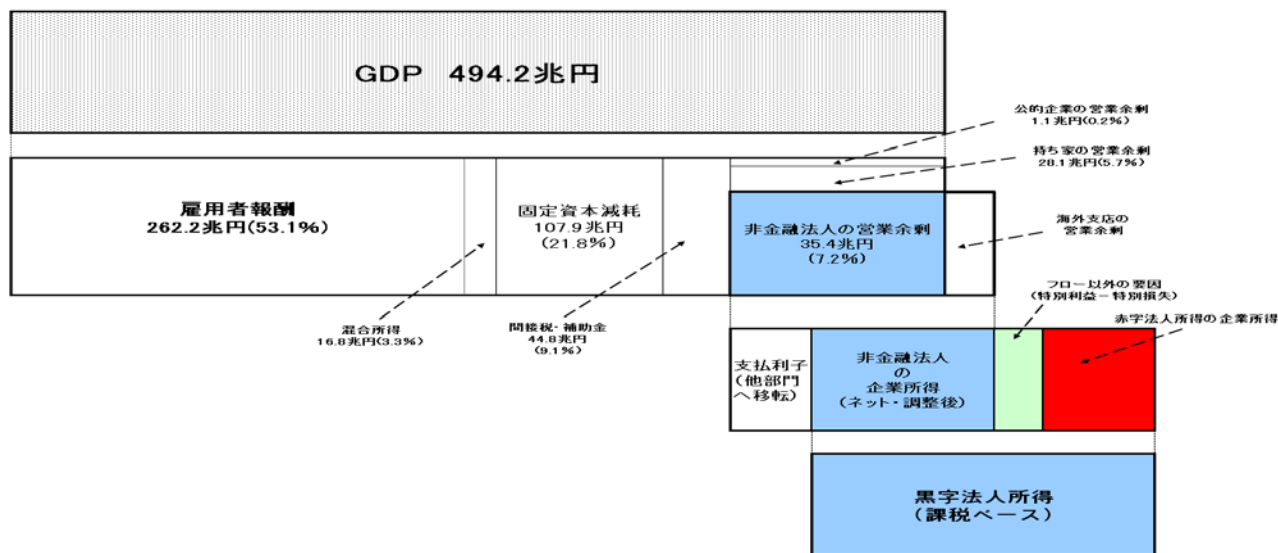 GDP 494.2兆円
公的企業の営業余剰
1.1兆円(0.2%)
持ち家の営業余剰
28.1兆円(5.7%)
雇用者報酬
262.2兆円(53.1%)
固定資本減耗
107.9兆円
(21.8%)
非金融法人の営業余剰
35.4兆円
(7.2%)
海外支店の
営業余剰
混合所得
16.8兆円(3.3%)
間接税・補助金
44.8兆円
(9.1%)
フロー以外の要因
(特別利益－特別損失)
赤字法人所得の企業所得
支払利子
(他部門
へ移転)
非金融法人
の
企業所得
(ネット・調整後)
黒字法人所得
(課税ベース)